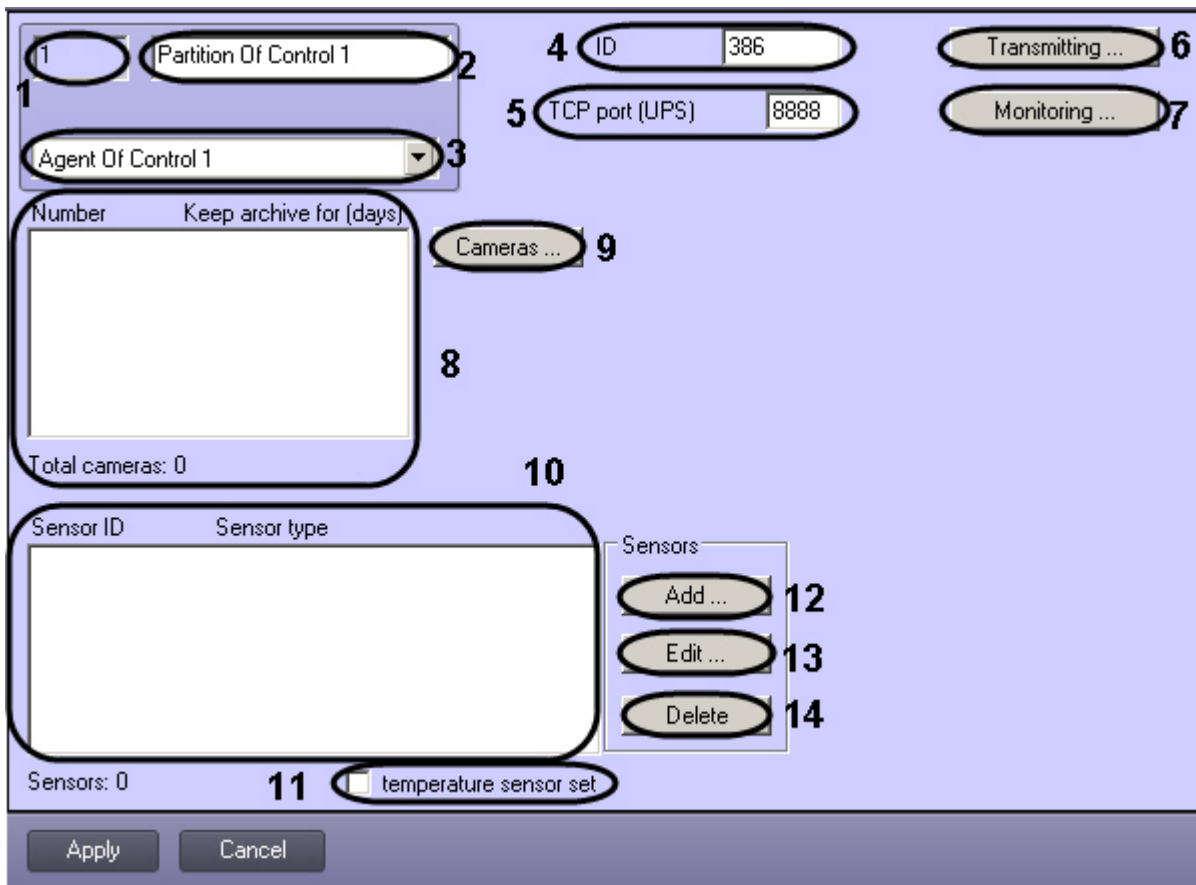 1 Partition Of Control 1 2
1
4 ID 386
Transmitting ... 6
5 TCP port (UPS) 8888
Monitoring ... 7
Agent Of Control 1 3
Number Keep archive for (days)
Cameras ... 9
8
Total cameras: 0
10
Sensor ID Sensor type
Sensors
Add ... 12
Edit ... 13
Delete 14
Sensors: 0
11 temperature sensor set
Apply Cancel